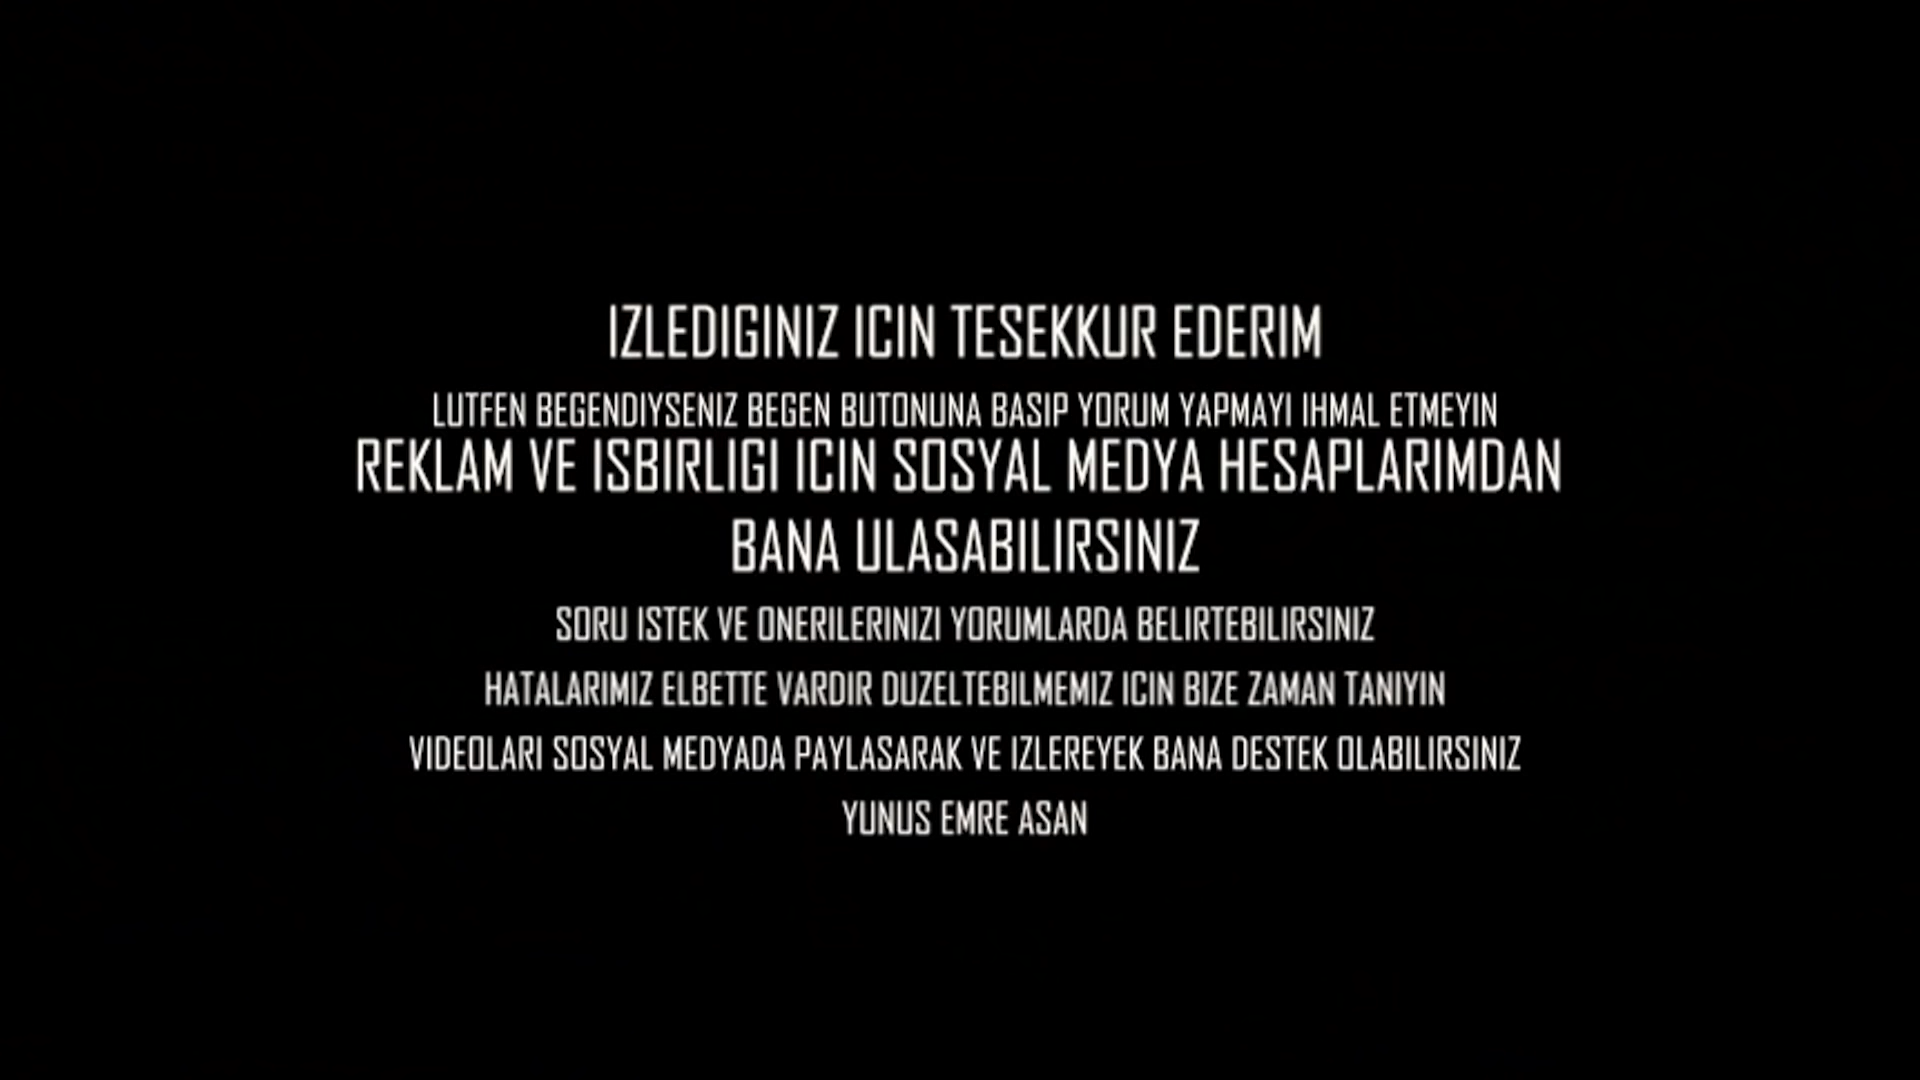 IZLEDIGINIZ ICIN TESEKKUR EDERIM
LUTFEN BEGENDIYSENIZ BEGEN BUTONUNA BASIP YORUM YAPMAYI IHMAL ETMEYIN
REKLAM VE ISBIRLIGI ICIN SOSYAL MEDYA HESAPLARIMDAN
BANA ULASABILIRSINIZ
SORU ISTEK VE ONERILERINIZI YORUMLARDA BELIRTEBILIRSINIZ
HATALARIMIZ ELBETTE VARDIR DUZELTEBILMEMIZ ICIN BIZE ZAMAN TANIYIN
VIDEOLARI SOSYAL MEDYADA PAYLASARAK VE IZLEREYEK BANA DESTEK OLABILIRSINIZ
YUNUS EMRE ASAN